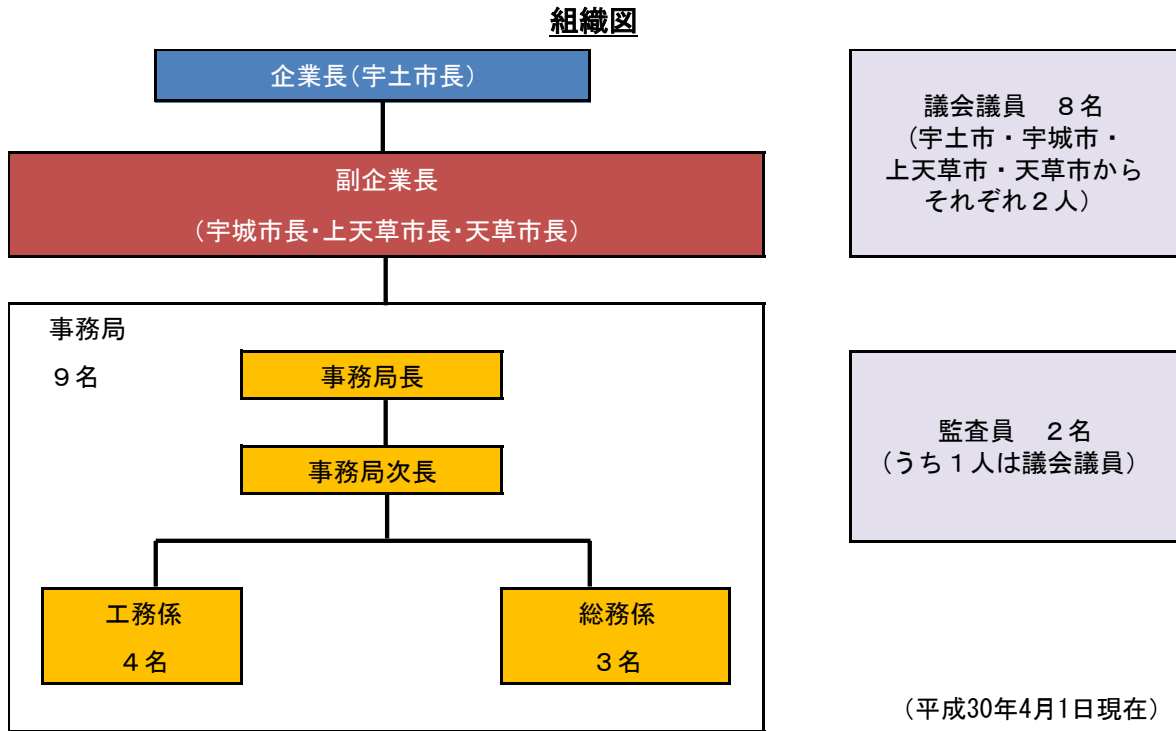 組織図
企業長（宇土市長）
副企業長
（宇城市長・上天草市長・天草市長）
事務局
９名
事務局長
事務局次長
工務係
４名
総務係
３名
議会議員　８名
（宇土市・宇城市・
上天草市・天草市から
それぞれ２人）
監査員　２名
（うち１人は議会議員）
（平成30年4月1日現在）